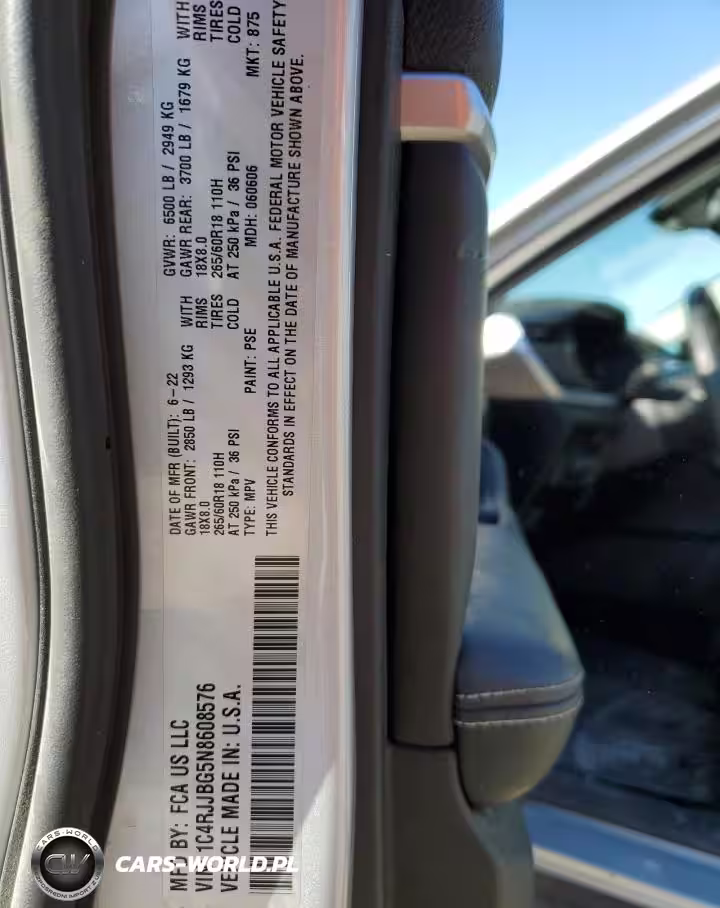 MFD BY: FCA US LLC
VIN: 1C4RJJBG5N8608576
VEHICLE MADE IN: U.S.A.
DATE OF MFR (BUILT): 6-22
GAWR FRONT: 2850 LB / 1293 KG WITH
18X8.0 RIMS
265/60R18 110H TIRES
AT 250 kPa / 36 PSI COLD
TYPE: MPV PAINT: PSE
GVWR: 6500 LB / 2949 KG
GAWR REAR: 3700 LB / 1679 KG WITH
18X8.0 RIMS
265/60R18 110H TIRES
AT 250 kPa / 36 PSI COLD
MDH: 060606 MKT: 875
THIS VEHICLE CONFORMS TO ALL APPLICABLE U.S.A. FEDERAL MOTOR VEHICLE SAFETY
STANDARDS IN EFFECT ON THE DATE OF MANUFACTURE SHOWN ABOVE.
CARS-WORLD
CW
CARS-WORLD.PL